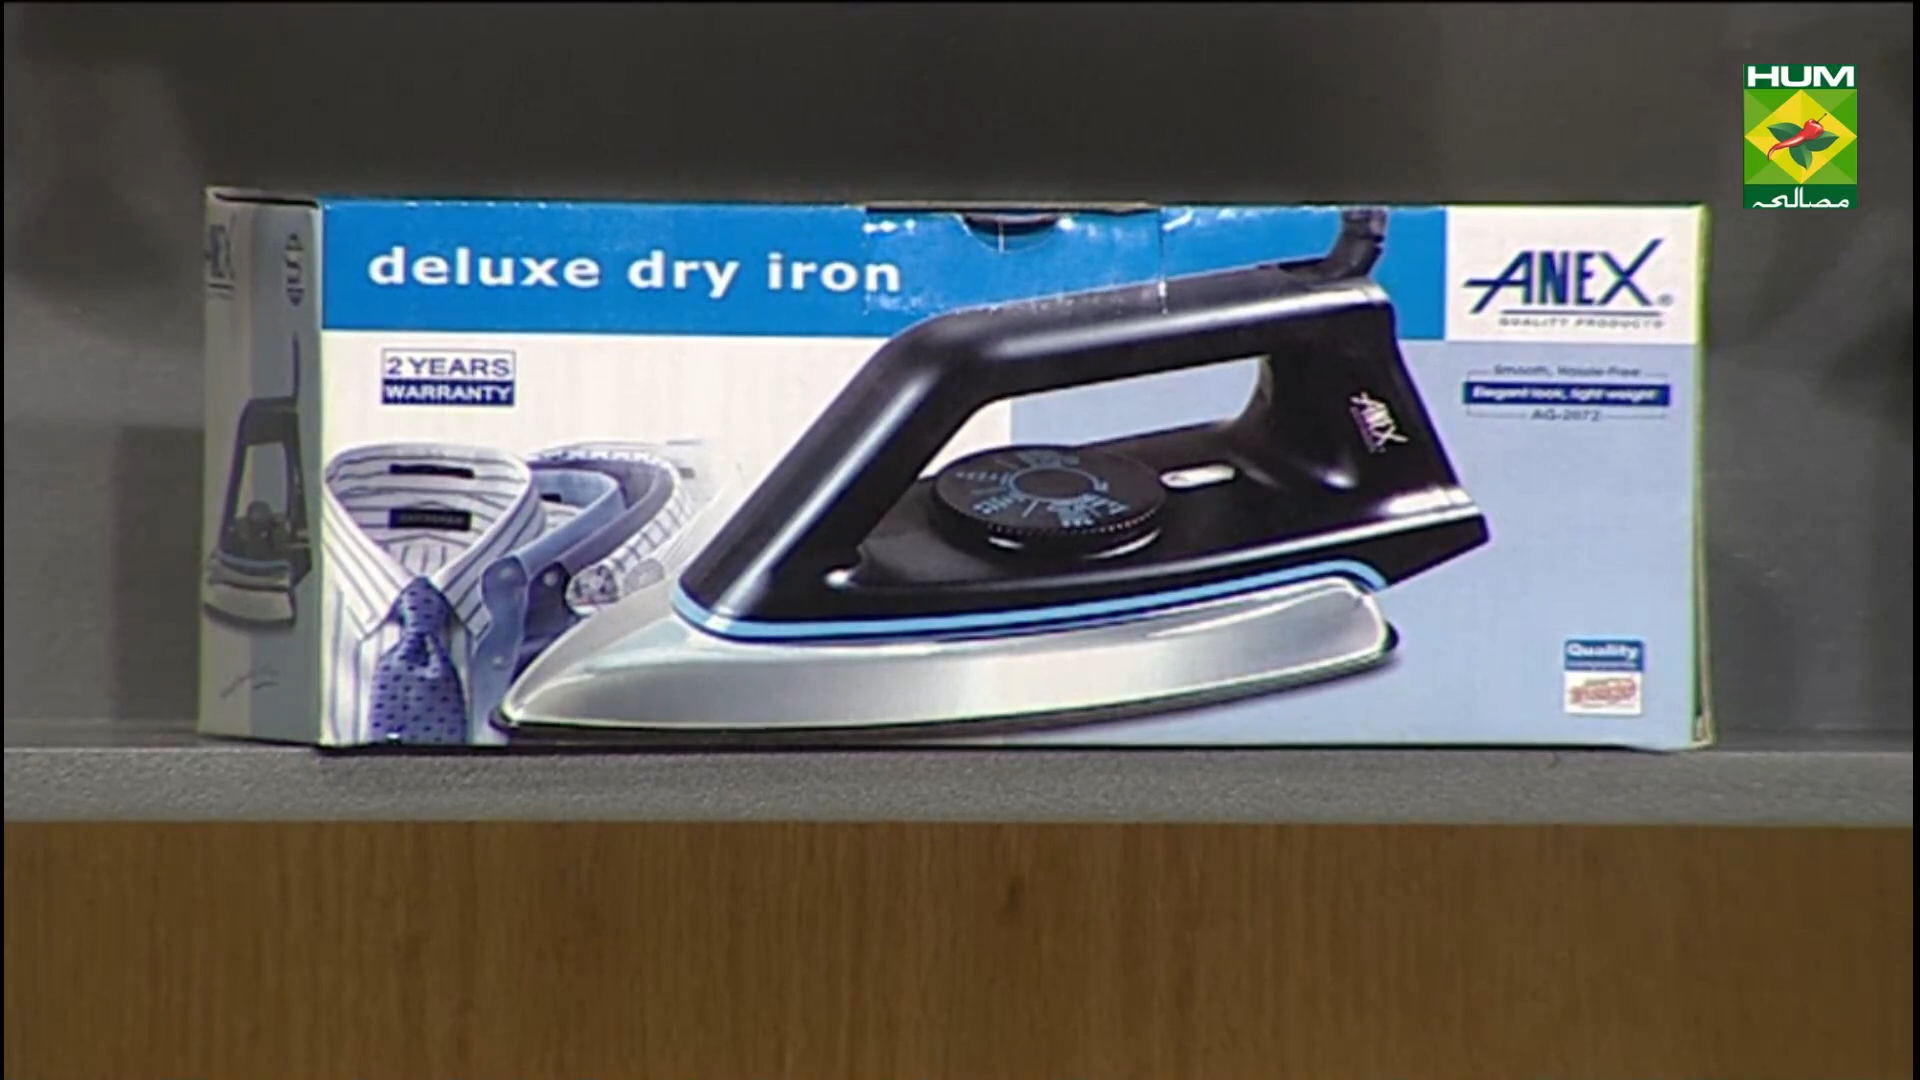 HUM
مصالحہ
deluxe dry iron
ANEX
QUALITY PRODUCTS
2 YEARS
WARRANTY
Smooth, Hassle-Free
Elegant look, light weight
AG-2072
ANEX
Quality